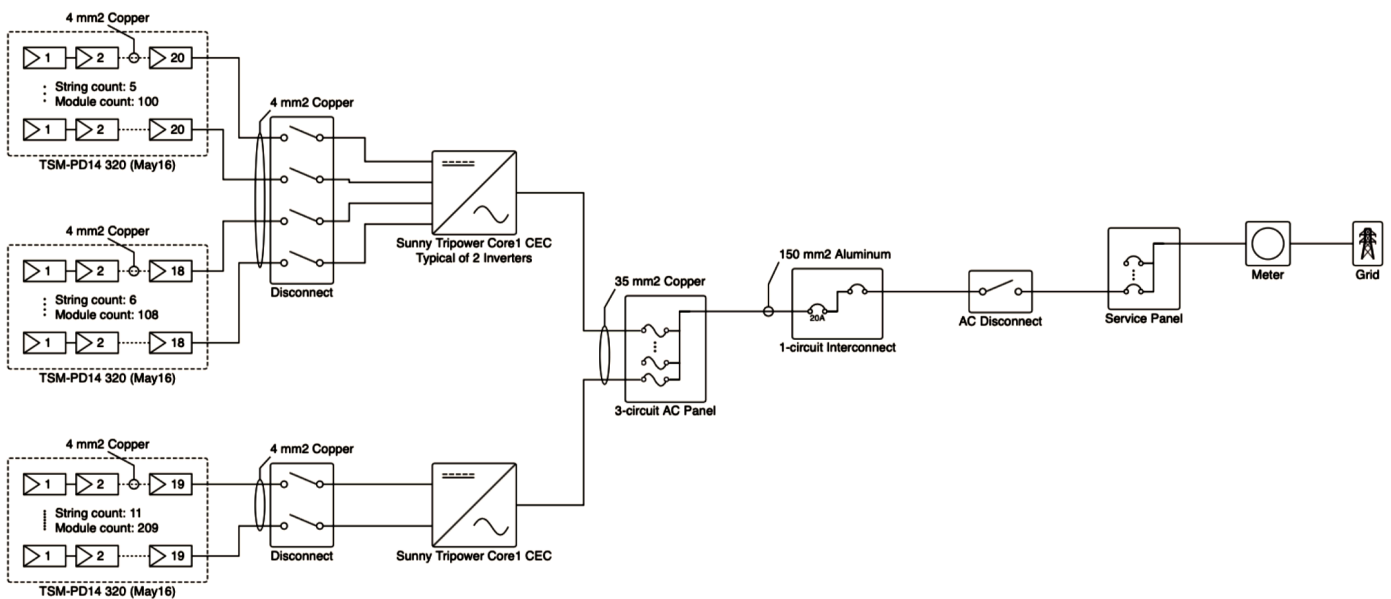 4 mm2 Copper
1 2 20
String count: 5
Module count: 100
1 2 20
TSM-PD14 320 (May16)
4 mm2 Copper
Disconnect
4 mm2 Copper
1 2 18
String count: 6
Module count: 108
1 2 18
TSM-PD14 320 (May16)
Sunny Tripower Core1 CEC
Typical of 2 Inverters
4 mm2 Copper
1 2 19
String count: 11
Module count: 209
1 2 19
TSM-PD14 320 (May16)
4 mm2 Copper
Disconnect
Sunny Tripower Core1 CEC
35 mm2 Copper
3-circuit AC Panel
150 mm2 Aluminum
20A
1-circuit Interconnect
AC Disconnect
Service Panel
Meter
Grid